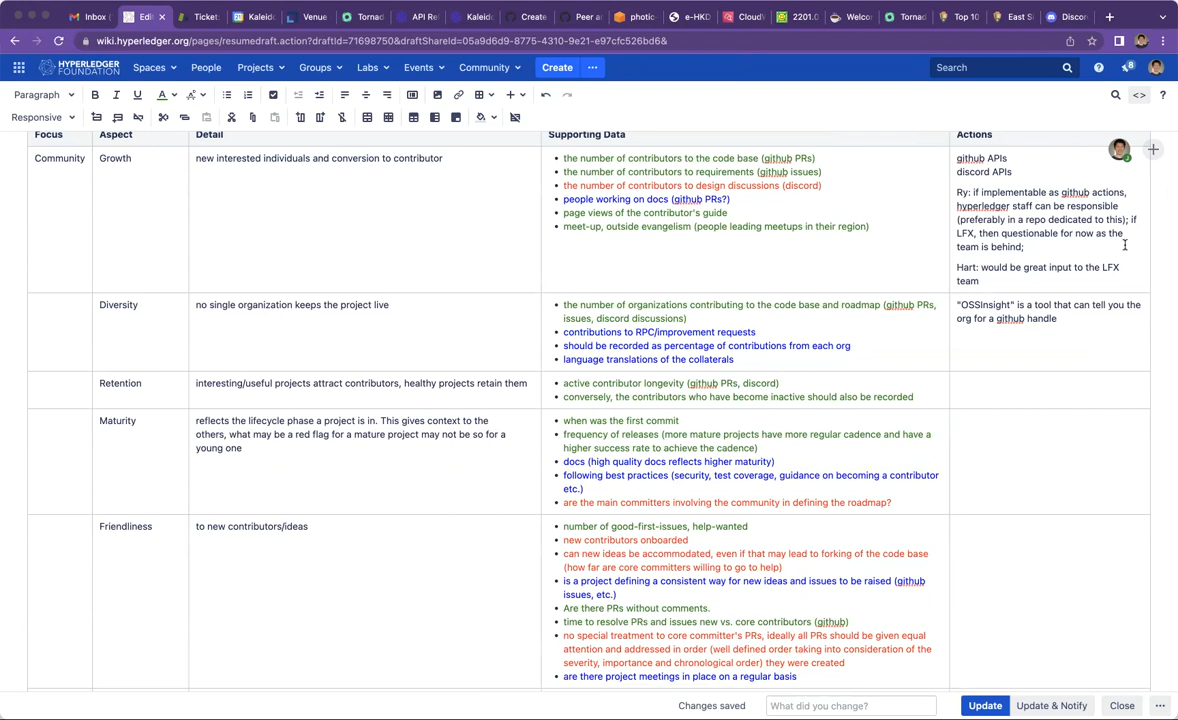 Inbox (
Edi
Ticket
Kaleido
Venue
Tornad
API Re
Kaleid
Create
Peer ar
photic
e-HKD
CloudW
2201.0
Welco
Tornad
Top 10
East Si
Discor
wiki.hyperledger.org/pages/resumedraft.action?draftId=71698750&draftShareId=05a9d6d9-8775-4310-9e21-e97cfc526bd6&
HYPERLEDGER
FOUNDATION
Spaces
People
Projects
Groups
Labs
Events
Community
Create
Search
8
Paragraph
B
I
U
A
Responsive
Focus Aspect Detail Supporting Data Actions
Community Growth new interested individuals and conversion to contributor
• the number of contributors to the code base (github PRs)
• the number of contributors to requirements (github issues)
• the number of contributors to design discussions (discord)
• people working on docs (github PRs?)
• page views of the contributor's guide
• meet-up, outside evangelism (people leading meetups in their region)
github APIs
discord APIs
Ry: if implementable as github actions,
hyperledger staff can be responsible
(preferably in a repo dedicated to this); if
LFX, then questionable for now as the
team is behind;
Hart: would be great input to the LFX
team
Diversity no single organization keeps the project live
• the number of organizations contributing to the code base and roadmap (github PRs,
issues, discord discussions)
• contributions to RPC/improvement requests
• should be recorded as percentage of contributions from each org
• language translations of the collaterals
"OSSInsight" is a tool that can tell you the
org for a github handle
Retention interesting/useful projects attract contributors, healthy projects retain them
• active contributor longevity (github PRs, discord)
• conversely, the contributors who have become inactive should also be recorded
Maturity reflects the lifecycle phase a project is in. This gives context to the
others, what may be a red flag for a mature project may not be so for a
young one
• when was the first commit
• frequency of releases (more mature projects have more regular cadence and have a
higher success rate to achieve the cadence)
• docs (high quality docs reflects higher maturity)
• following best practices (security, test coverage, guidance on becoming a contributor
etc.)
• are the main committers involving the community in defining the roadmap?
Friendliness to new contributors/ideas
• number of good-first-issues, help-wanted
• new contributors onboarded
• can new ideas be accommodated, even if that may lead to forking of the code base
(how far are core committers willing to go to help)
• is a project defining a consistent way for new ideas and issues to be raised (github
issues, etc.)
• Are there PRs without comments.
• time to resolve PRs and issues new vs. core contributors (github)
• no special treatment to core committer's PRs, ideally all PRs should be given equal
attention and addressed in order (well defined order taking into consideration of the
severity, importance and chronological order) they were created
• are there project meetings in place on a regular basis
Changes saved
What did you change?
Update
Update & Notify
Close